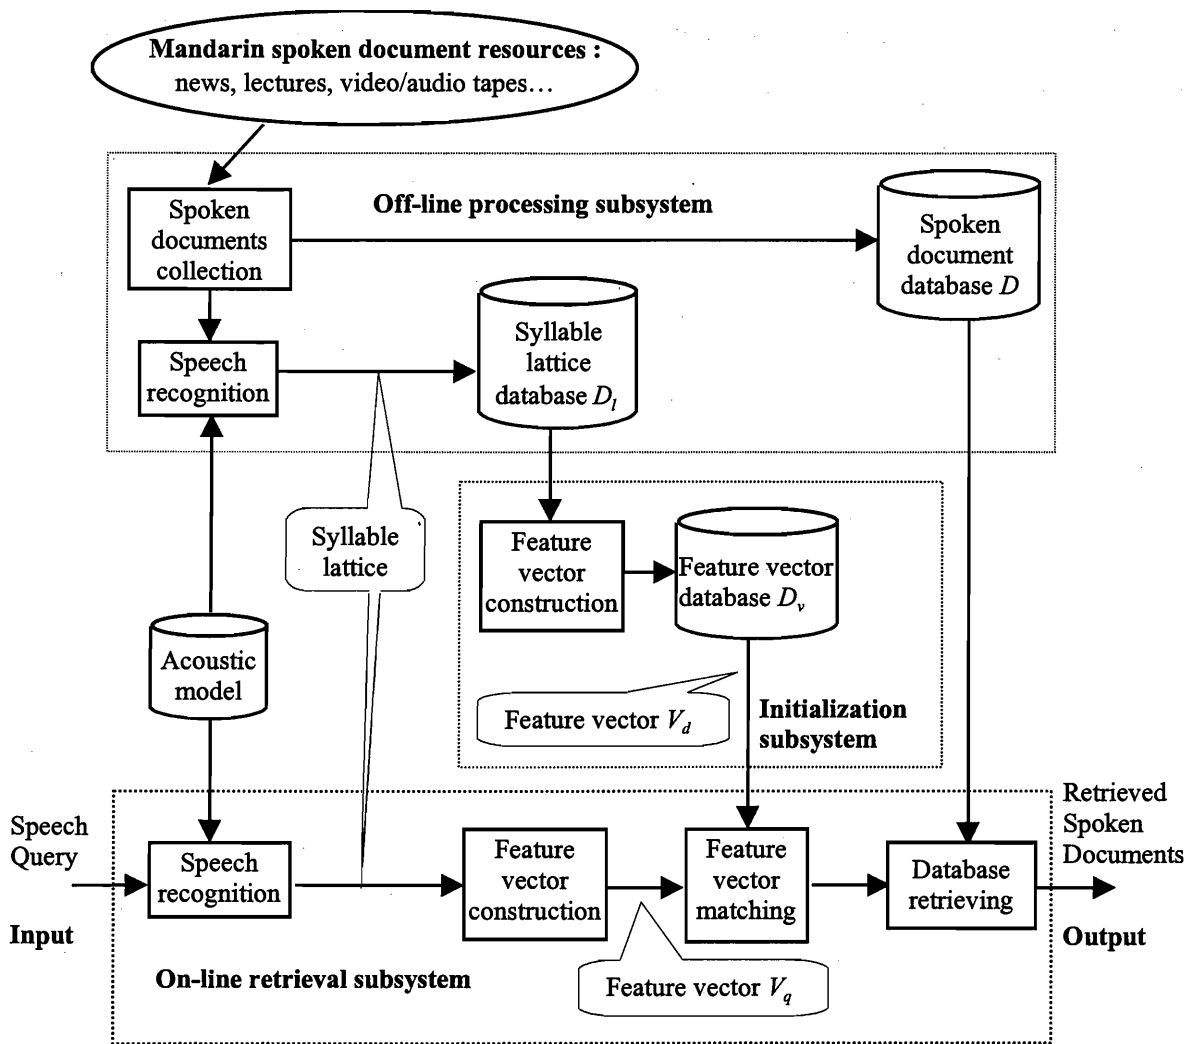 Mandarin spoken document resources :
news, lectures, video/audio tapes…
Off-line processing subsystem
Spoken
documents
collection
Spoken
document
database D
Speech
recognition
Syllable
lattice
database D_l
Syllable
lattice
Feature
vector
construction
Feature vector
database D_v
Acoustic
model
Feature vector V_d
Initialization
subsystem
Speech
Query
Input
Speech
recognition
Feature
vector
construction
Feature
vector
matching
Database
retrieving
Retrieved
Spoken
Documents
Output
On-line retrieval subsystem
Feature vector V_q